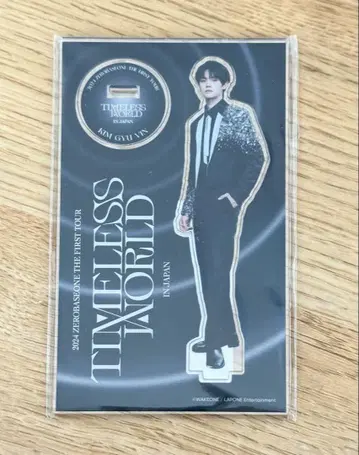 2024 ZEROBASEONE THE FIRST TOUR
TIMELESS
WORLD
IN JAPAN
KIM GYU VIN
2024 ZEROBASEONE THE FIRST TOUR
TIMELESS
WORLD
IN JAPAN
LAPONE Entertainment